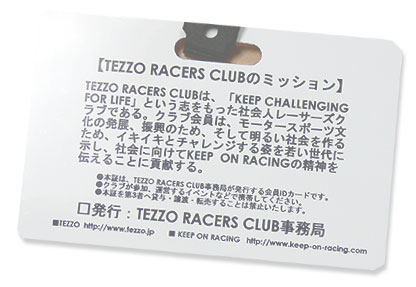 【TEZZO RACERS CLUBのミッション】
TEZZO RACERS CLUBは、「KEEP CHALLENGING
FOR LIFE」という志をもった社会人レーサーズク
ラブである。クラブ会員は、モータースポーツ文
化の発展、振興のため、そして明るい社会を作る
ため、イキイキとチャレンジする姿を若い世代に
示し、社会に向けてKEEP ON RACINGの精神を
伝えることに貢献する。
●本証は、TEZZO RACERS CLUB事務局が発行する会員IDカードです。
●クラブが参加、運営するイベントなどで携帯してください。
●本証を第3者へ貸与・譲渡・転売することは禁止いたします。
□発行：TEZZO RACERS CLUB事務局
■TEZZO http://www.tezzo.jp ■ KEEP ON RACING http://www.keep-on-racing.com